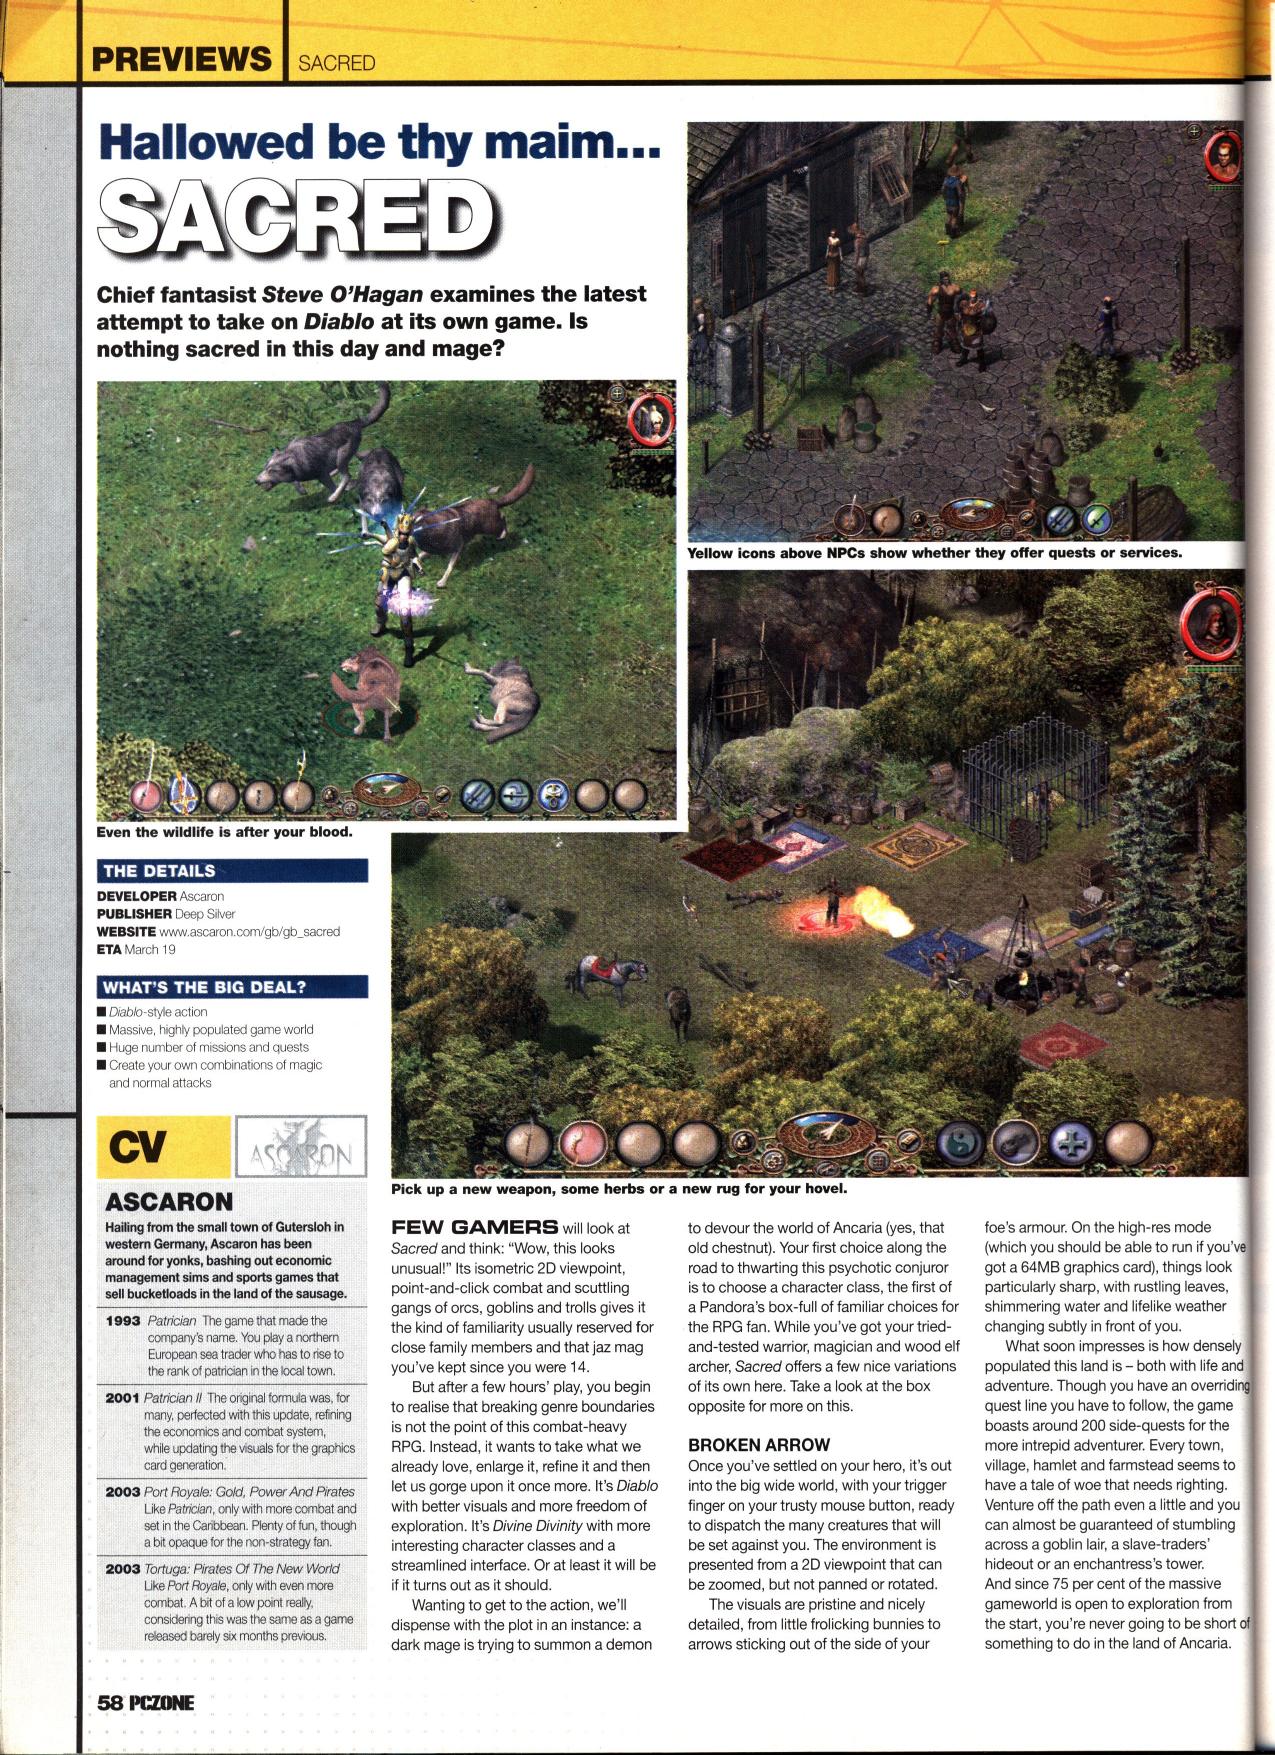 PREVIEWS
SACRED
Hallowed be thy maim...
SACRED
Chief fantasist Steve O'Hagan examines the latest
attempt to take on Diablo at its own game. Is
nothing sacred in this day and mage?
Yellow icons above NPCs show whether they offer quests or services.
Even the wildlife is after your blood.
THE DETAILS
DEVELOPER Ascaron
PUBLISHER Deep Silver
WEBSITE www.ascaron.com/gb/gb_sacred
ETA March 19
WHAT'S THE BIG DEAL?
■ Diablo-style action
■ Massive, highly populated game world
■ Huge number of missions and quests
■ Create your own combinations of magic
and normal attacks
CV
ASCARON
ASCARON
Hailing from the small town of Gutersloh in
western Germany, Ascaron has been
around for yonks, bashing out economic
management sims and sports games that
sell bucketloads in the land of the sausage.
1993 Patrician The game that made the
company's name. You play a northern
European sea trader who has to rise to
the rank of patrician in the local town.
2001 Patrician II The original formula was, for
many, perfected with this update, refining
the economics and combat system,
while updating the visuals for the graphics
card generation.
2003 Port Royale: Gold, Power And Pirates
Like Patrician, only with more combat and
set in the Caribbean. Plenty of fun, though
a bit opaque for the non-strategy fan.
2003 Tortuga: Pirates Of The New World
Like Port Royale, only with even more
combat. A bit of a low point really,
considering this was the same as a game
released barely six months previous.
Pick up a new weapon, some herbs or a new rug for your hovel.
FEW GAMERS will look at
Sacred and think: "Wow, this looks
unusual!" Its isometric 2D viewpoint,
point-and-click combat and scuttling
gangs of orcs, goblins and trolls gives it
the kind of familiarity usually reserved for
close family members and that jaz mag
you've kept since you were 14.
But after a few hours' play, you begin
to realise that breaking genre boundaries
is not the point of this combat-heavy
RPG. Instead, it wants to take what we
already love, enlarge it, refine it and then
let us gorge upon it once more. It's Diablo
with better visuals and more freedom of
exploration. It's Divine Divinity with more
interesting character classes and a
streamlined interface. Or at least it will be
if it turns out as it should.
Wanting to get to the action, we'll
dispense with the plot in an instance: a
dark mage is trying to summon a demon
to devour the world of Ancaria (yes, that
old chestnut). Your first choice along the
road to thwarting this psychotic conjuror
is to choose a character class, the first of
a Pandora's box-full of familiar choices for
the RPG fan. While you've got your tried-
and-tested warrior, magician and wood elf
archer, Sacred offers a few nice variations
of its own here. Take a look at the box
opposite for more on this.
BROKEN ARROW
Once you've settled on your hero, it's out
into the big wide world, with your trigger
finger on your trusty mouse button, ready
to dispatch the many creatures that will
be set against you. The environment is
presented from a 2D viewpoint that can
be zoomed, but not panned or rotated.
The visuals are pristine and nicely
detailed, from little frolicking bunnies to
arrows sticking out of the side of your
foe's armour. On the high-res mode
(which you should be able to run if you've
got a 64MB graphics card), things look
particularly sharp, with rustling leaves,
shimmering water and lifelike weather
changing subtly in front of you.
What soon impresses is how densely
populated this land is – both with life and
adventure. Though you have an overriding
quest line you have to follow, the game
boasts around 200 side-quests for the
more intrepid adventurer. Every town,
village, hamlet and farmstead seems to
have a tale of woe that needs righting.
Venture off the path even a little and you
can almost be guaranteed of stumbling
across a goblin lair, a slave-traders'
hideout or an enchantress's tower.
And since 75 per cent of the massive
gameworld is open to exploration from
the start, you're never going to be short of
something to do in the land of Ancaria.
58 PCZONE